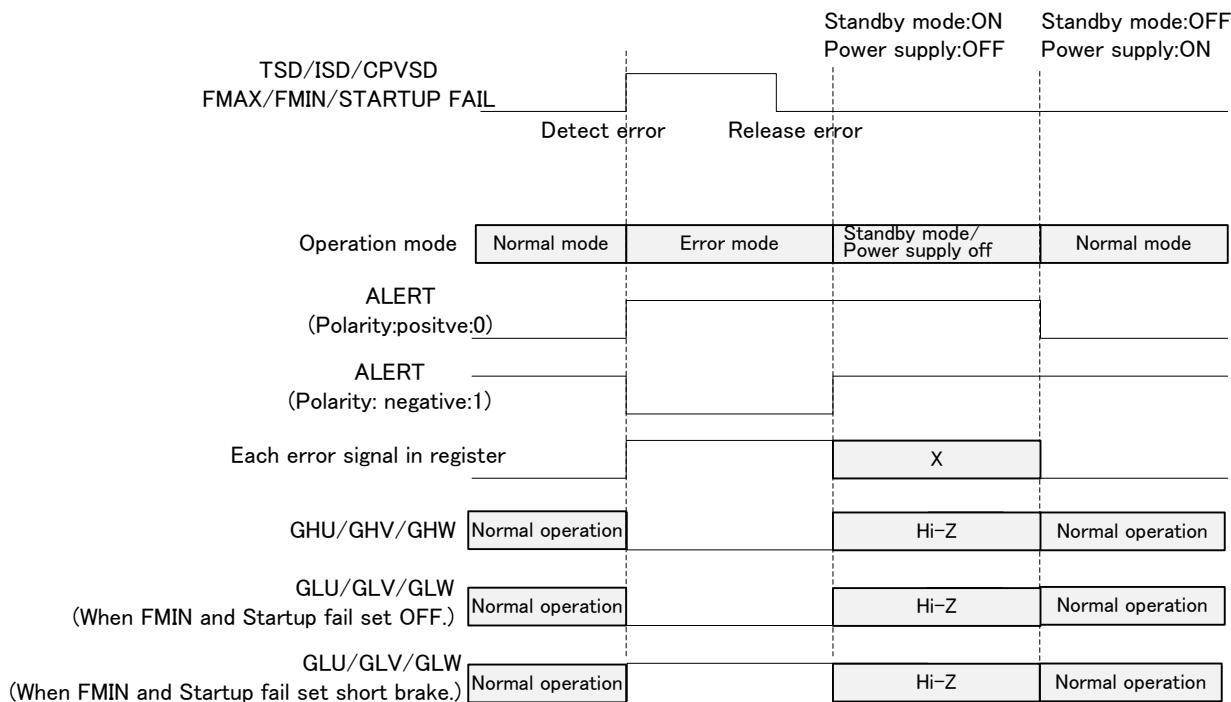 Standby mode:ON
Power supply:OFF
Standby mode:OFF
Power supply:ON
TSD/ISD/CPVSD
FMAX/FMIN/STARTUP FAIL
Detect error
Release error
Operation mode
Normal mode
Error mode
Standby mode/
Power supply off
Normal mode
ALERT
(Polarity:positve:0)
ALERT
(Polarity: negative:1)
Each error signal in register
X
GHU/GHV/GHW
Normal operation
Hi-Z
Normal operation
GLU/GLV/GLW
(When FMIN and Startup fail set OFF.)
Normal operation
Hi-Z
Normal operation
GLU/GLV/GLW
(When FMIN and Startup fail set short brake.)
Normal operation
Hi-Z
Normal operation